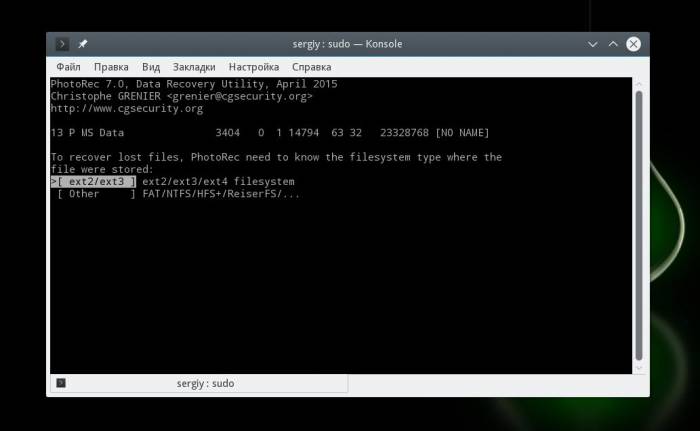 sergiy : sudo — Konsole
Файл Правка Вид Закладки Настройка Справка
PhotoRec 7.0, Data Recovery Utility, April 2015
Christophe GRENIER <grenier@cgsecurity.org>
http://www.cgsecurity.org
13 P MS Data 3404 0 1 14794 63 32 23328768 [NO NAME]
To recover lost files, PhotoRec need to know the filesystem type where the
file were stored:
>[ ext2/ext3 ] ext2/ext3/ext4 filesystem
[ Other ] FAT/NTFS/HFS+/ReiserFS/...
sergiy : sudo